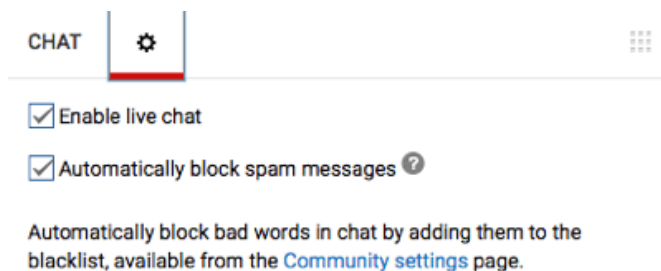 CHAT
Enable live chat
Automatically block spam messages ?
Automatically block bad words in chat by adding them to the
blacklist, available from the Community settings page.